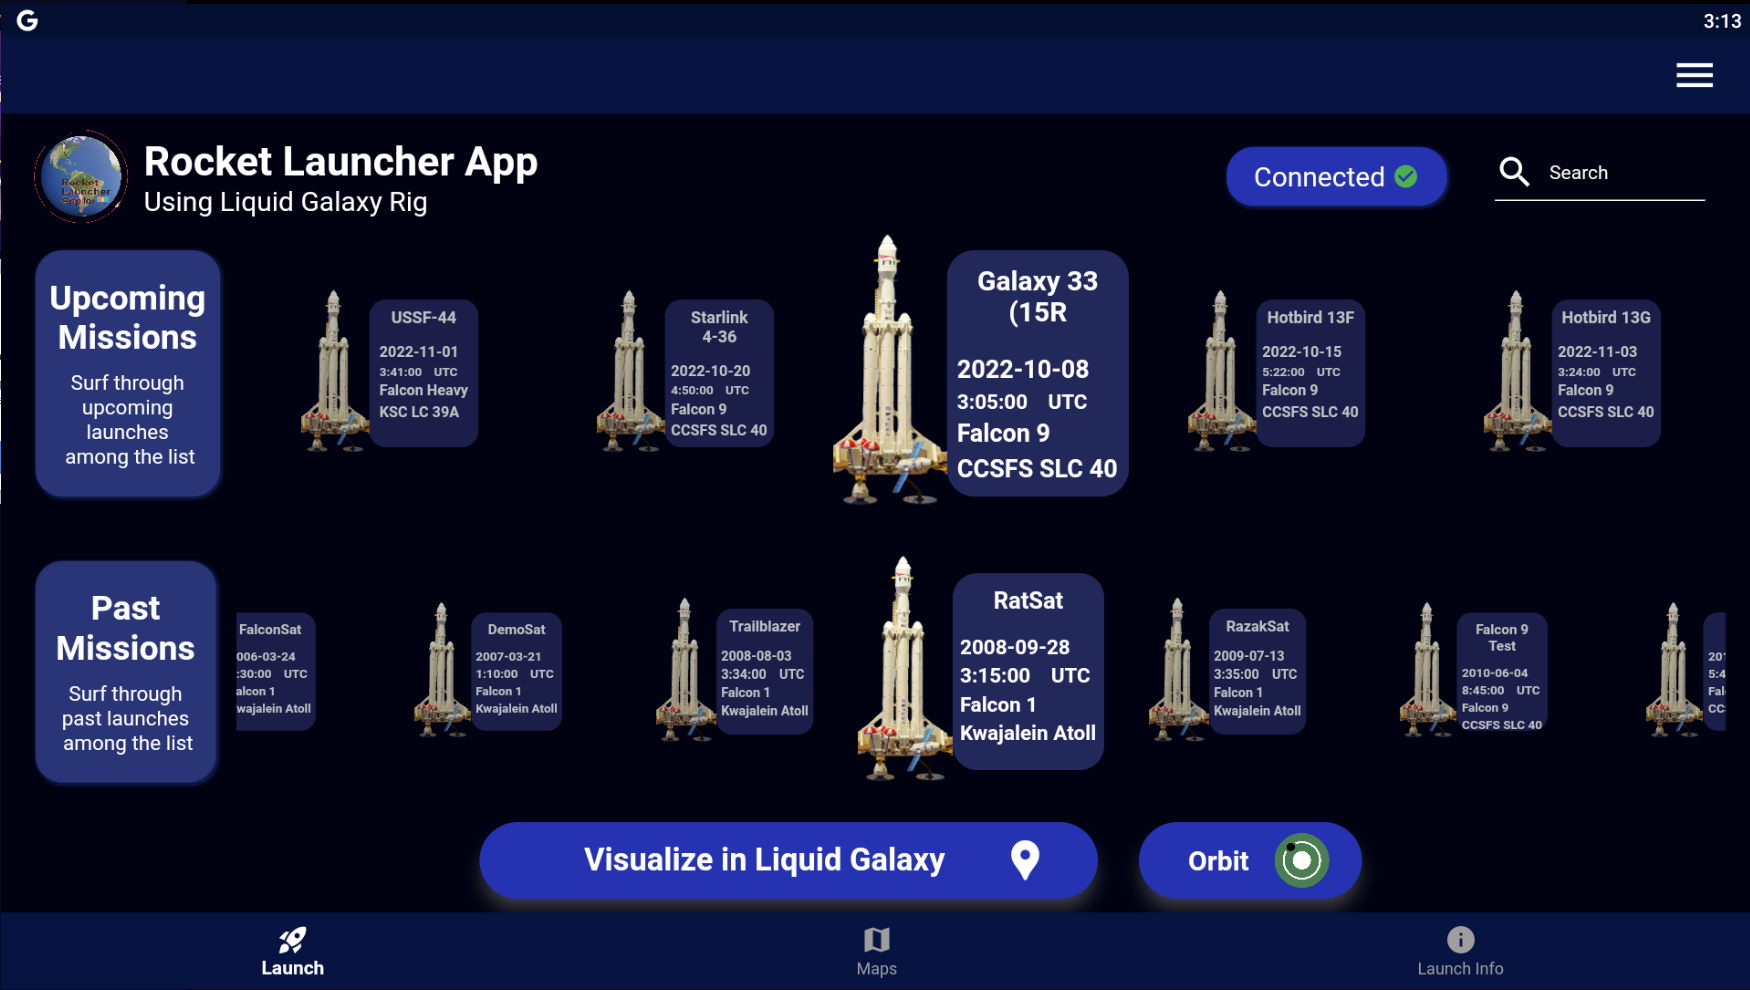 G
3:13
Rocket
Launcher
App for
Rocket Launcher App
Using Liquid Galaxy Rig
Connected
Search
Upcoming
Missions
Surf through
upcoming
launches
among the list
USSF-44
2022-11-01
3:41:00 UTC
Falcon Heavy
KSC LC 39A
Starlink
4-36
2022-10-20
4:50:00 UTC
Falcon 9
CCSFS SLC 40
Galaxy 33
(15R
2022-10-08
3:05:00 UTC
Falcon 9
CCSFS SLC 40
Hotbird 13F
2022-10-15
5:22:00 UTC
Falcon 9
CCSFS SLC 40
Hotbird 13G
2022-11-03
3:24:00 UTC
Falcon 9
CCSFS SLC 40
Past
Missions
Surf through
past launches
among the list
FalconSat
006-03-24
:30:00 UTC
alcon 1
wajalein Atoll
DemoSat
2007-03-21
1:10:00 UTC
Falcon 1
Kwajalein Atoll
Trailblazer
2008-08-03
3:34:00 UTC
Falcon 1
Kwajalein Atoll
RatSat
2008-09-28
3:15:00 UTC
Falcon 1
Kwajalein Atoll
RazakSat
2009-07-13
3:35:00 UTC
Falcon 1
Kwajalein Atoll
Falcon 9
Test
2010-06-04
8:45:00 UTC
Falcon 9
CCSFS SLC 40
201
5:4
Fal
CC
Visualize in Liquid Galaxy
Orbit
Launch
Maps
Launch Info